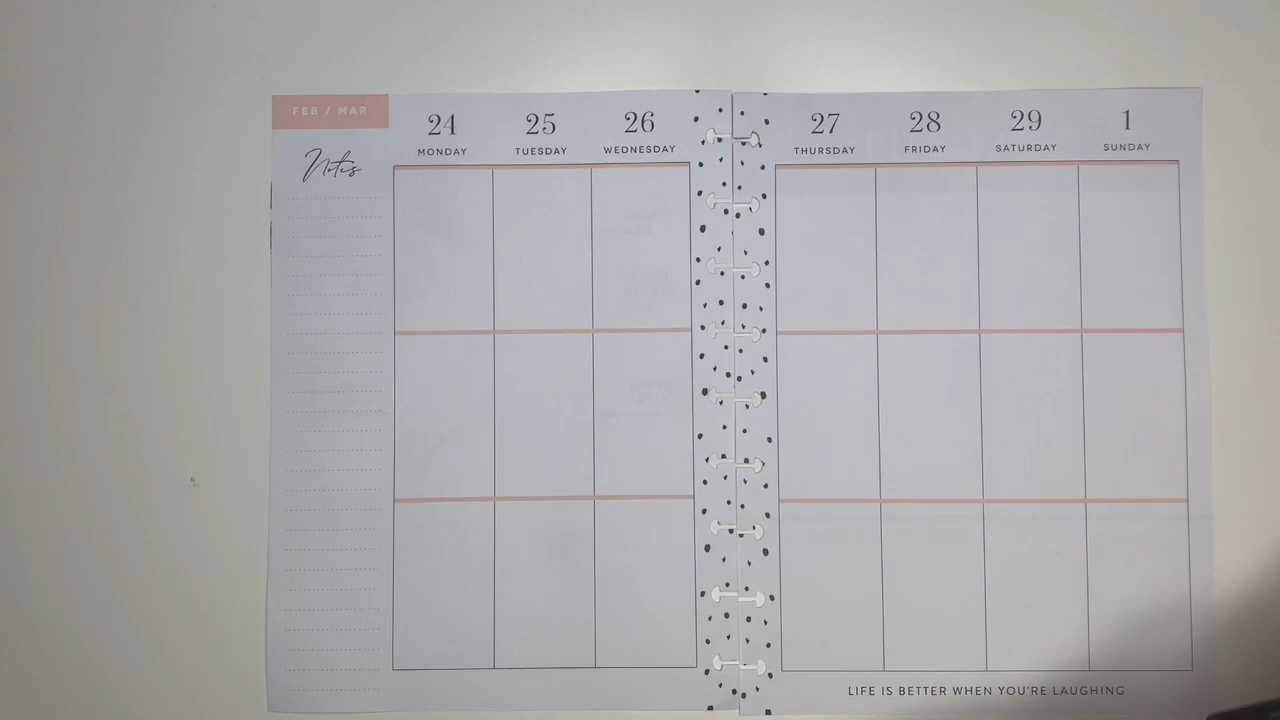 FEB / MAR
Notes
24 25 26
MONDAY TUESDAY WEDNESDAY
27 28 29 1
THURSDAY FRIDAY SATURDAY SUNDAY
LIFE IS BETTER WHEN YOU'RE LAUGHING